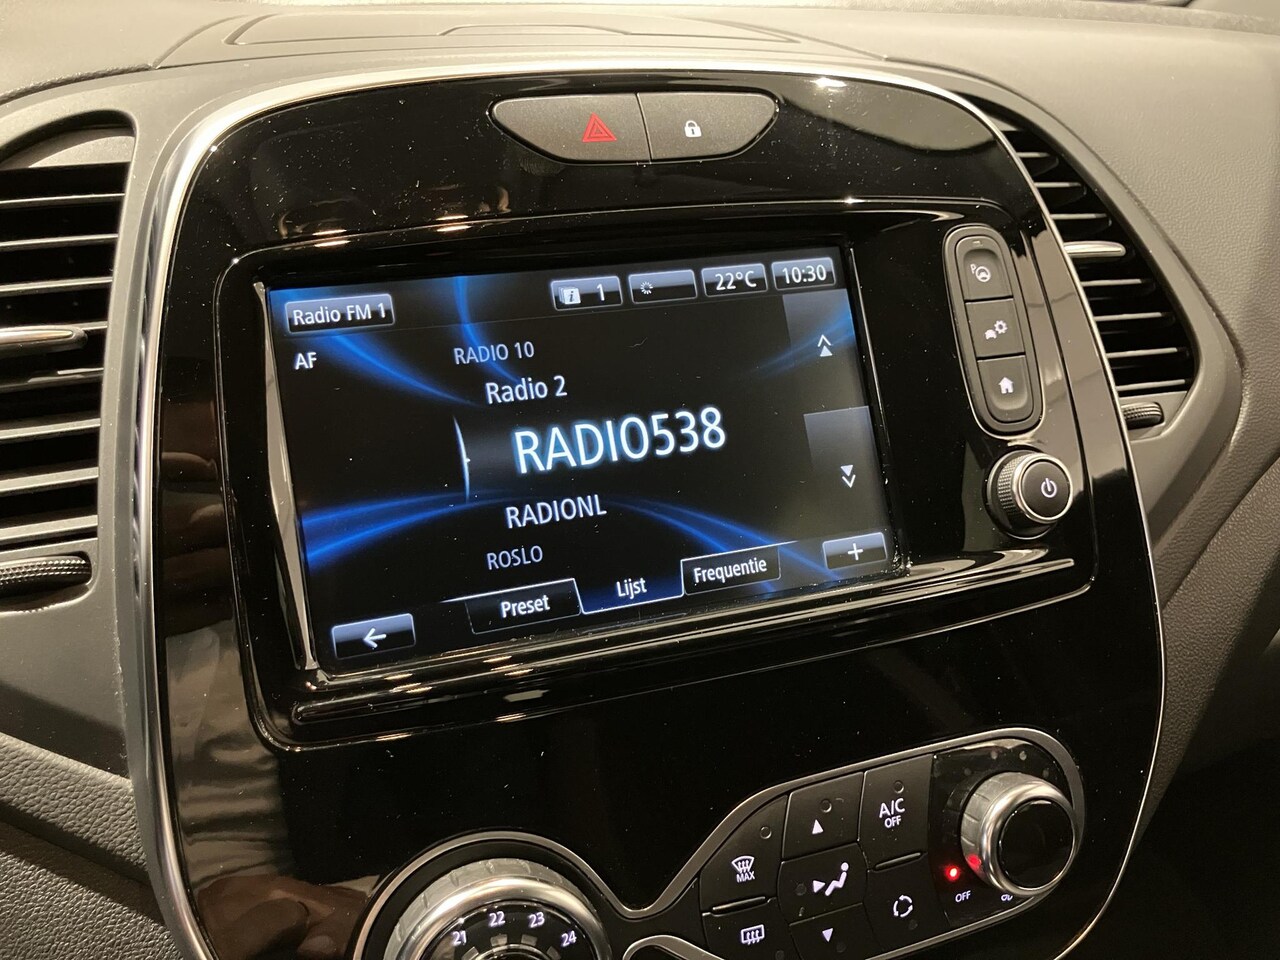 Radio FM 1
1
22°C
10:30
AF
RADIO 10
Radio 2
RADIO538
RADIONL
ROSLO
Preset
Lijst
Frequentie
+
A/C
OFF
MAX
OFF
21 22 23 24